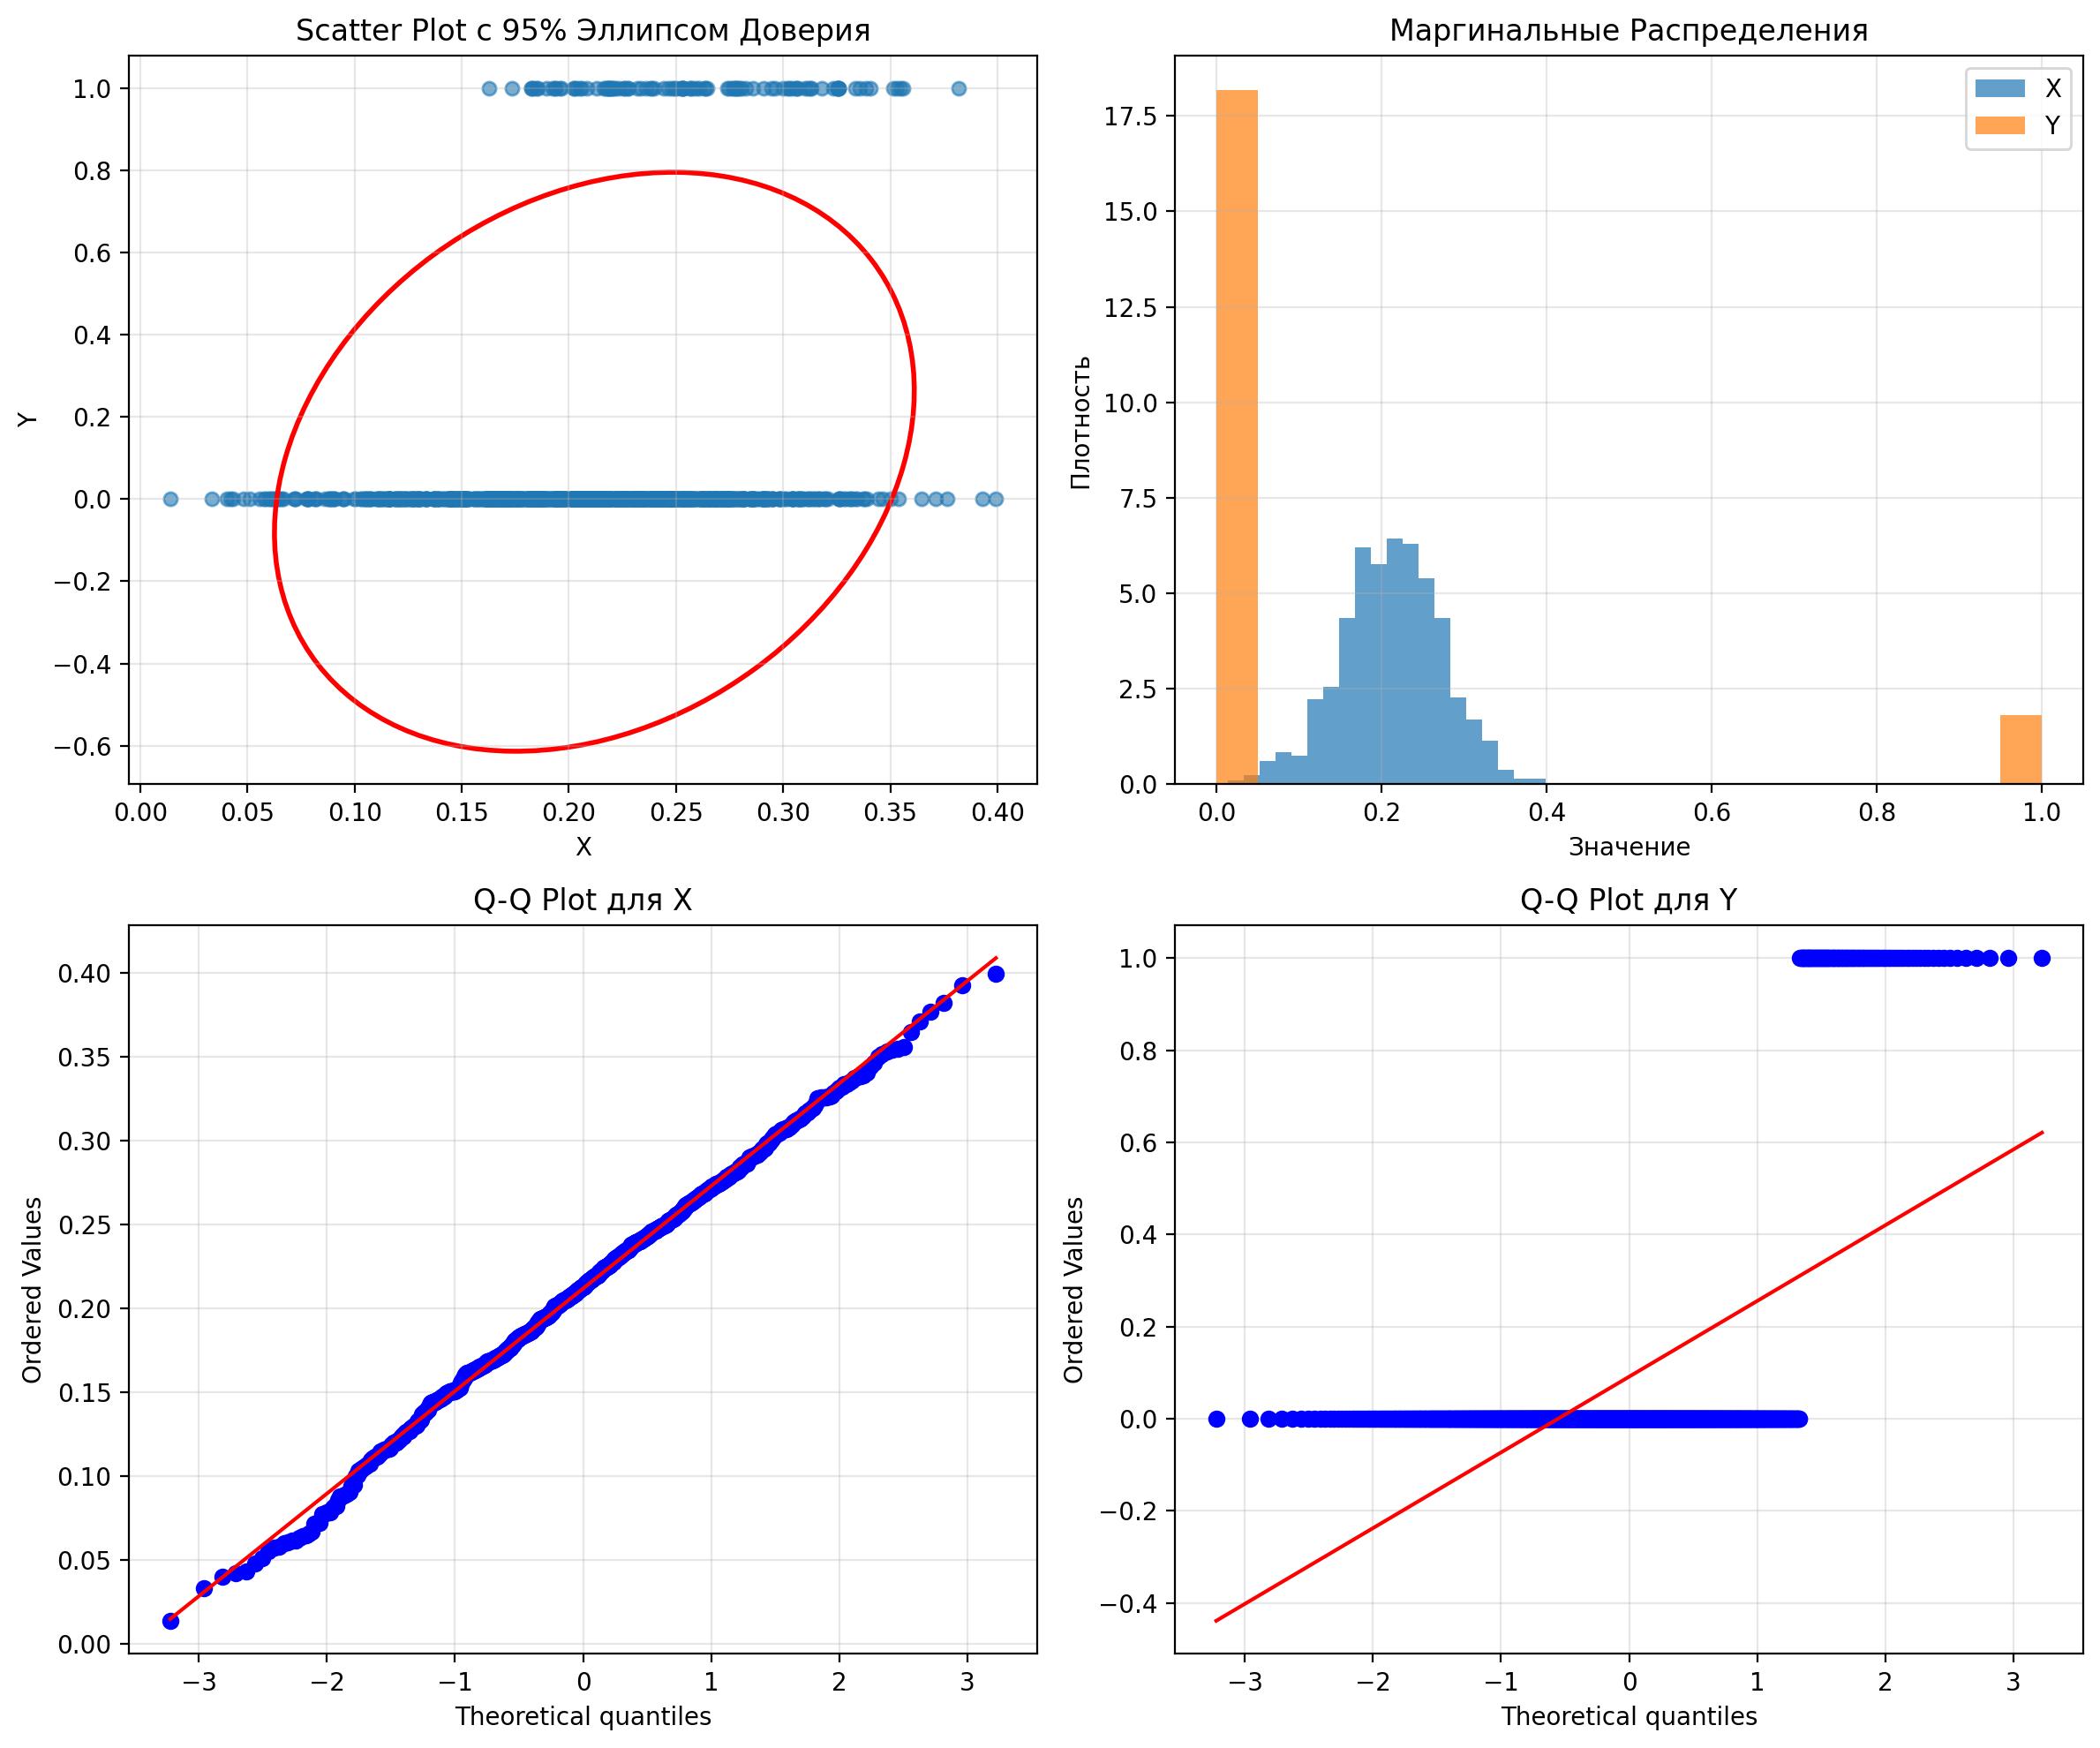 Scatter Plot с 95% Эллипсом Доверия
1.0
0.8
0.6
0.4
0.2
0.0
−0.2
−0.4
−0.6
Y
0.00 0.05 0.10 0.15 0.20 0.25 0.30 0.35 0.40
X
Маргинальные Распределения
X
Y
17.5
15.0
12.5
10.0
7.5
5.0
2.5
0.0
Плотность
0.0 0.2 0.4 0.6 0.8 1.0
Значение
Q-Q Plot для X
0.40
0.35
0.30
0.25
0.20
0.15
0.10
0.05
0.00
Ordered Values
−3 −2 −1 0 1 2 3
Theoretical quantiles
Q-Q Plot для Y
1.0
0.8
0.6
0.4
0.2
0.0
−0.2
−0.4
Ordered Values
−3 −2 −1 0 1 2 3
Theoretical quantiles